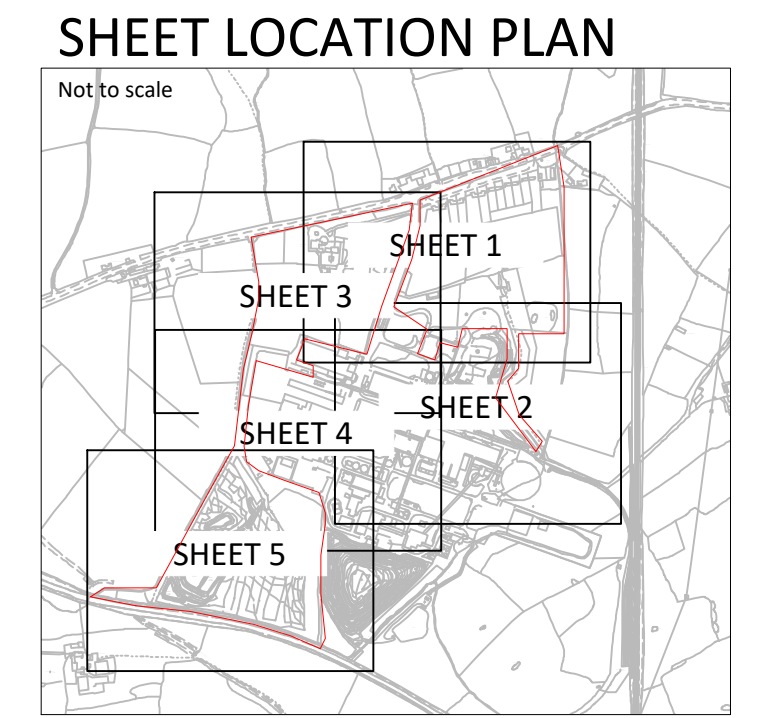 SHEET LOCATION PLAN
Not to scale
SHEET 1
SHEET 3
SHEET 2
SHEET 4
SHEET 5